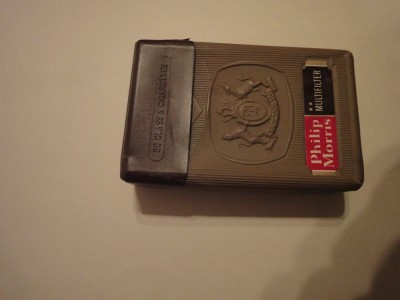 20 CLASS A CIGARETTES
Philip
Morris
MULTIFILTER